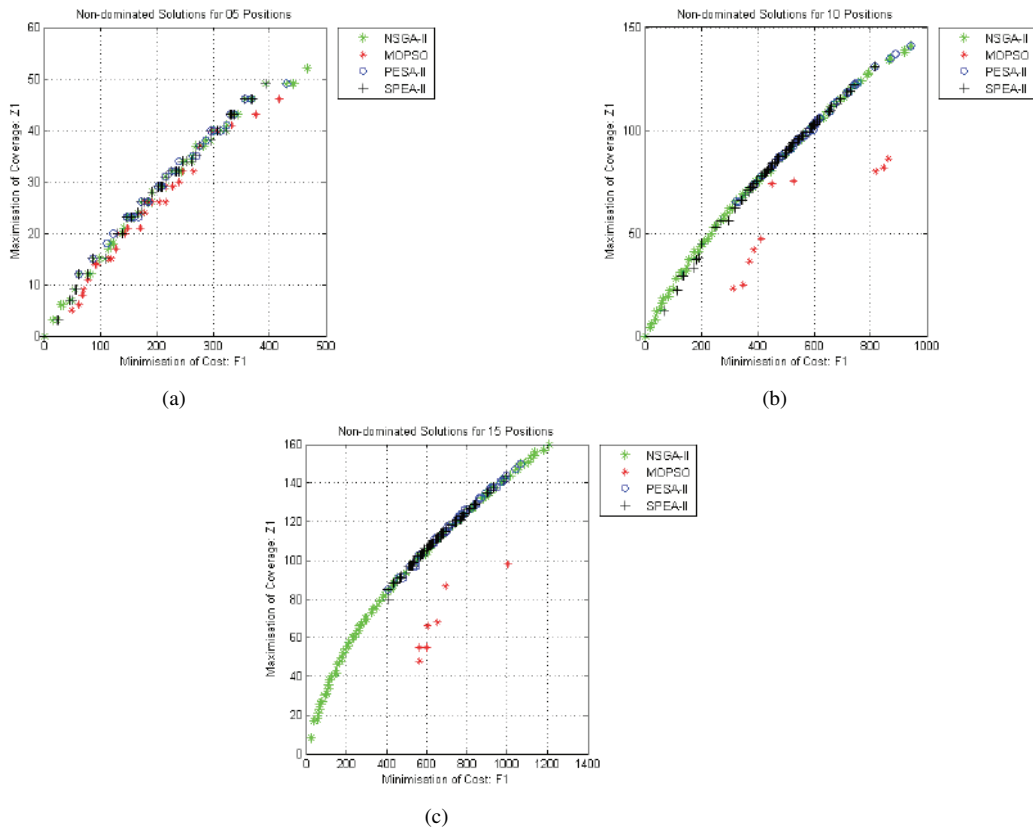 Non-dominated Solutions for 05 Positions
60
50
40
30
20
10
0
0 100 200 300 400 500
Maximisation of Coverage: Z1
Minimisation of Cost: F1
NSGA-II
MOPSO
PESA-II
SPEA-II
(a)
Non-dominated Solutions for 10 Positions
150
100
50
0
0 200 400 600 800 1000
Maximisation of Coverage: Z1
Minimisation of Cost: F1
NSGA-II
MOPSO
PESA-II
SPEA-II
(b)
Non-dominated Solutions for 15 Positions
160
140
120
100
80
60
40
20
0
0 200 400 600 800 1000 1200 1400
Maximisation of Coverage: Z1
Minimisation of Cost: F1
NSGA-II
MOPSO
PESA-II
SPEA-II
(c)